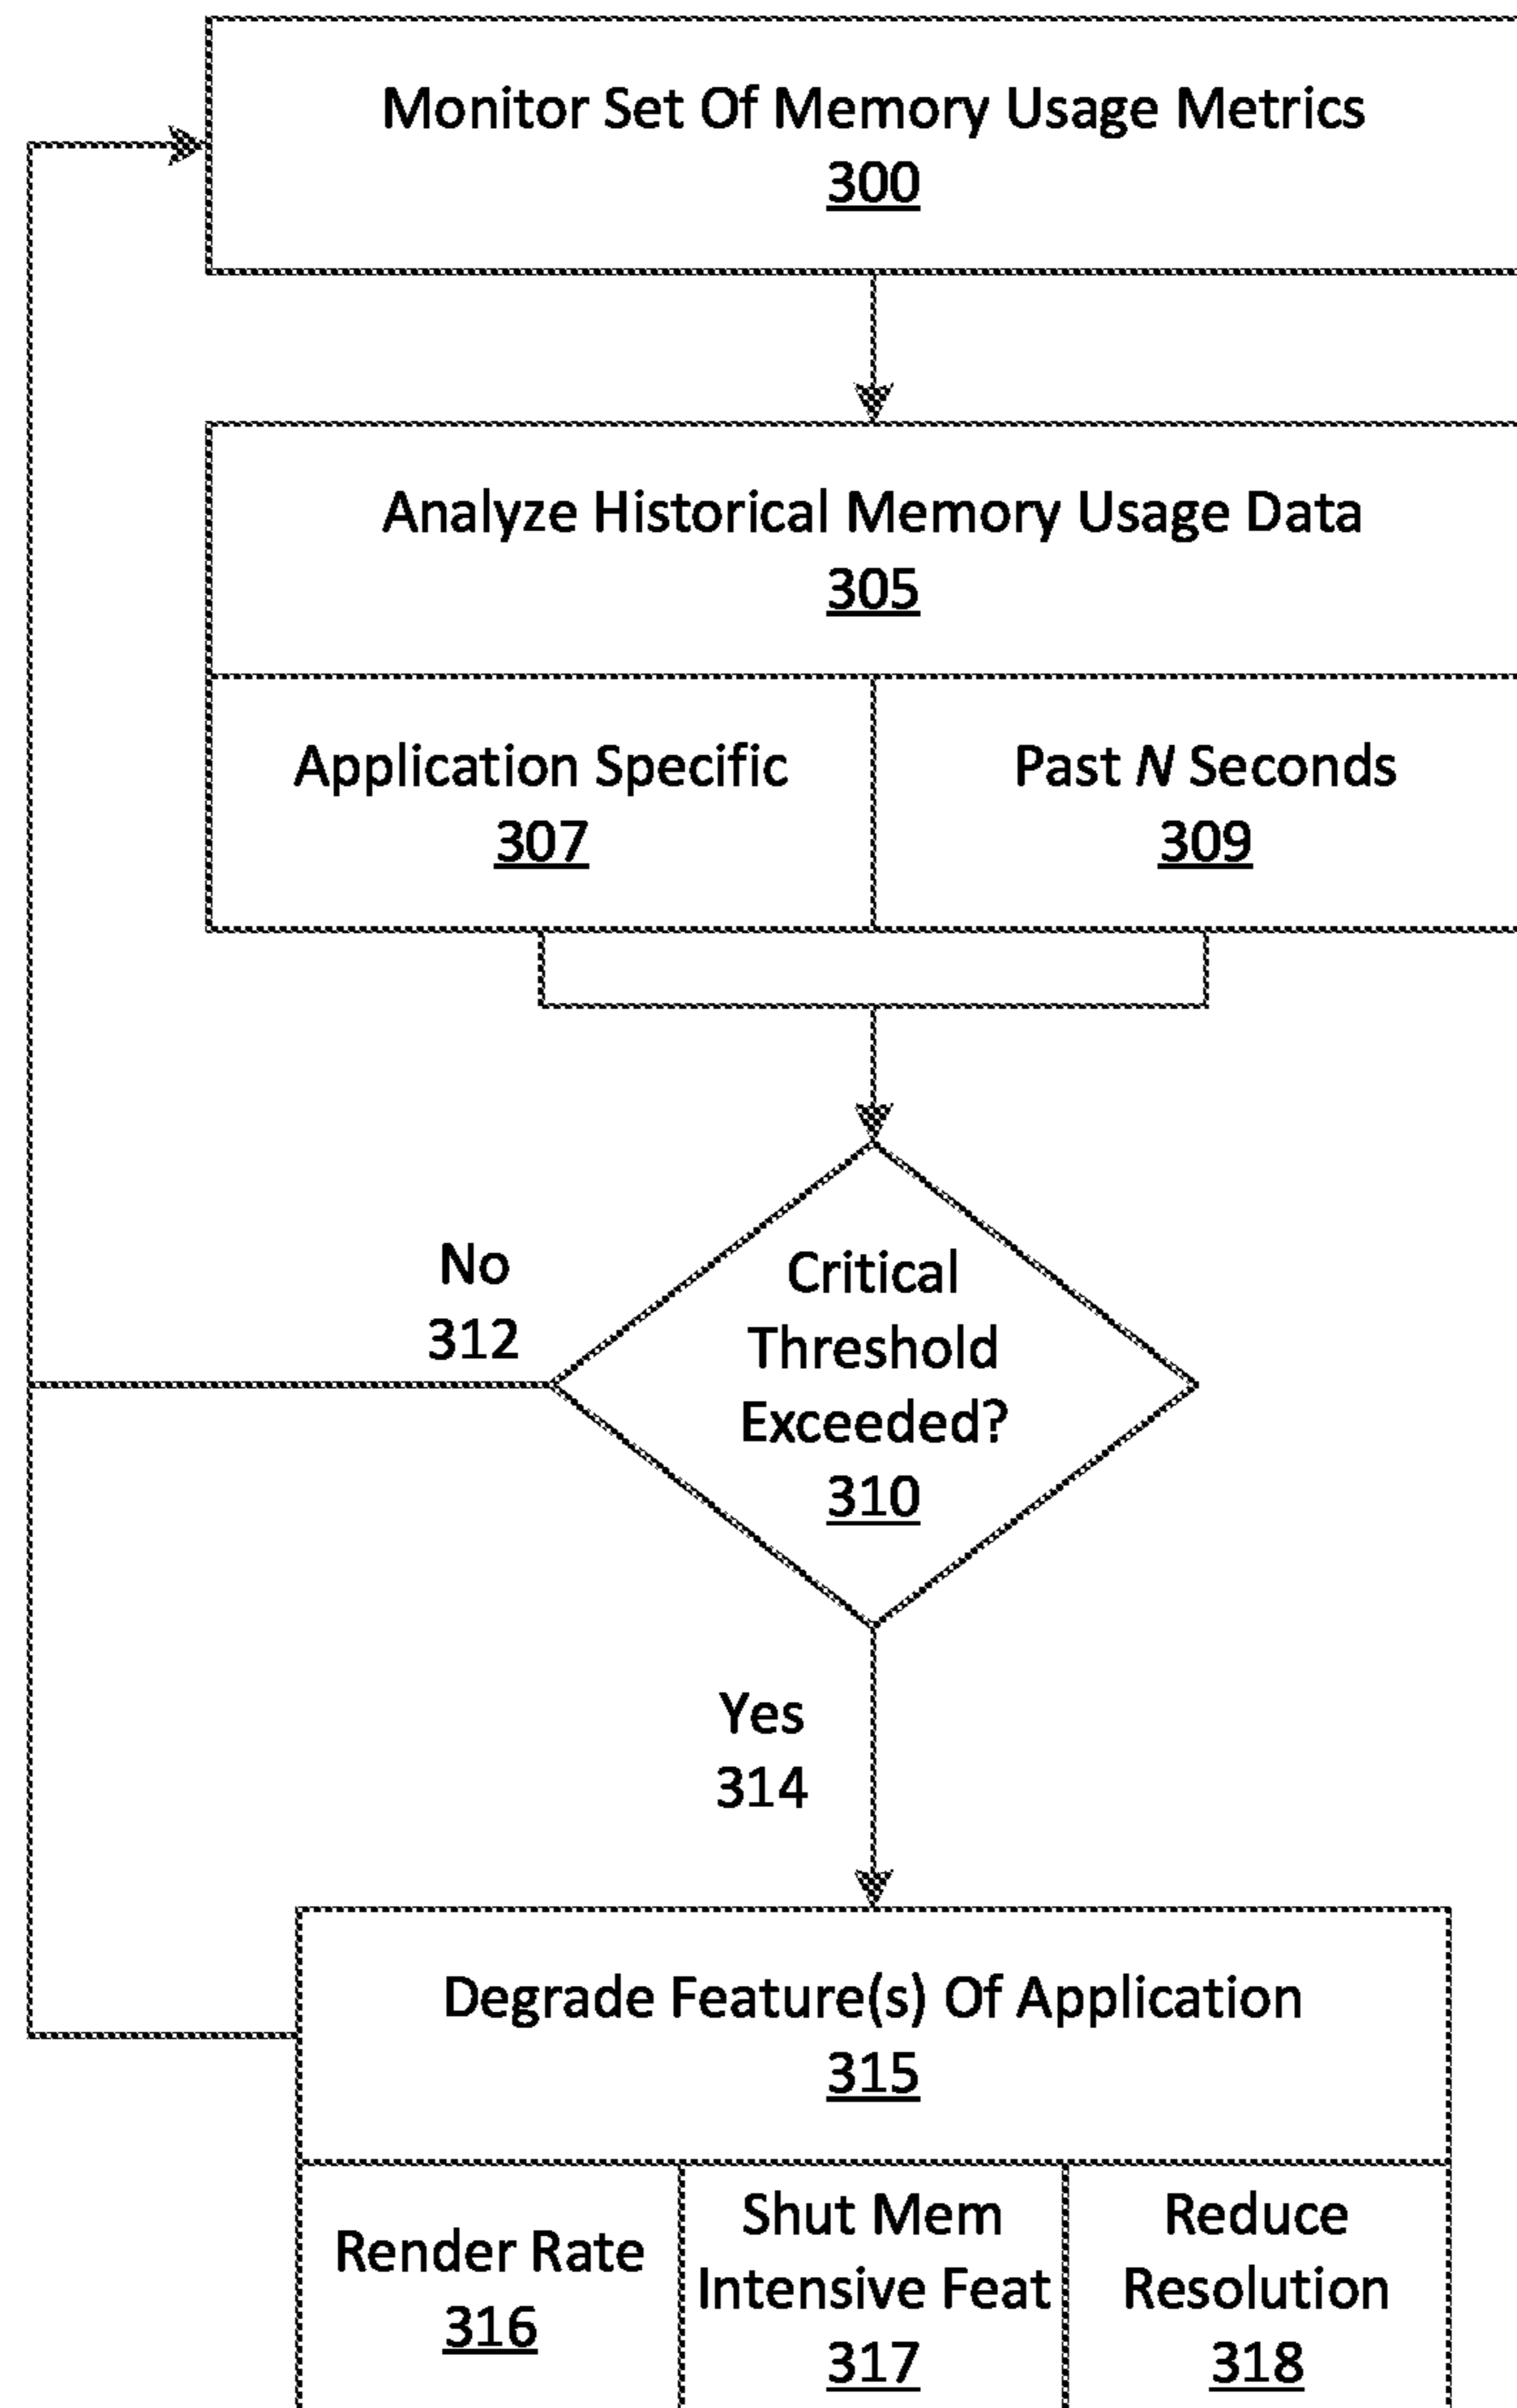 Monitor Set Of Memory Usage Metrics
300
Analyze Historical Memory Usage Data
305
Application Specific
307
Past N Seconds
309
Critical
Threshold
Exceeded?
310
No
312
Yes
314
Degrade Feature(s) Of Application
315
Render Rate
316
Shut Mem
Intensive Feat
317
Reduce
Resolution
318